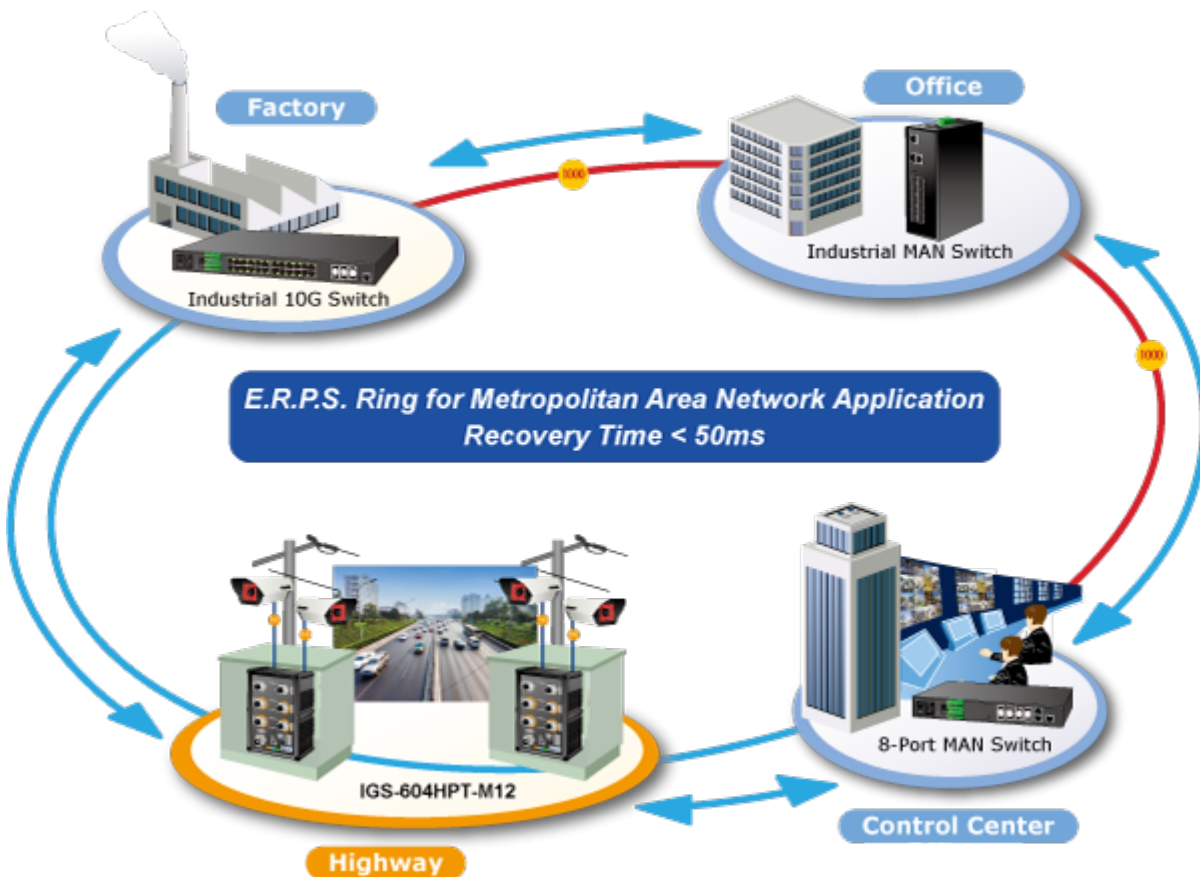 Factory
Office
1000
Industrial MAN Switch
Industrial 10G Switch
1000
E.R.P.S. Ring for Metropolitan Area Network Application
Recovery Time < 50ms
8-Port MAN Switch
IGS-604HPT-M12
Control Center
Highway